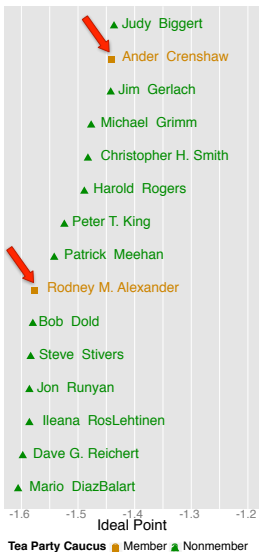 Judy Biggert
Ander Crenshaw
Jim Gerlach
Michael Grimm
Christopher H. Smith
Harold Rogers
Peter T. King
Patrick Meehan
Rodney M. Alexander
Bob Dold
Steve Stivers
Jon Runyan
Ileana RosLehtinen
Dave G. Reichert
Mario DiazBalart
-1.6 -1.5 -1.4 -1.3 -1.2
Ideal Point
Tea Party Caucus Member Nonmember